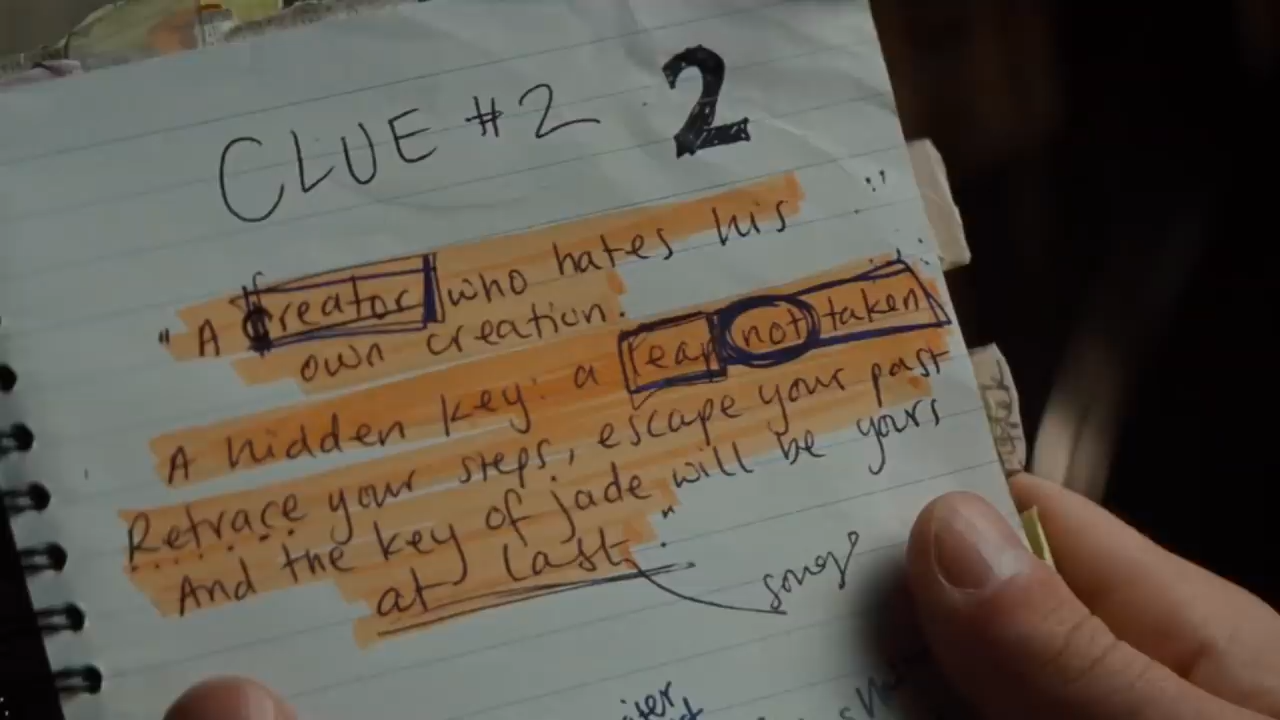 CLUE #2 2
"A creator who hates his
own creation.
A hidden key: a leap not taken
Retrace your steps, escape your past
And the key of jade will be yours
at last."
song?